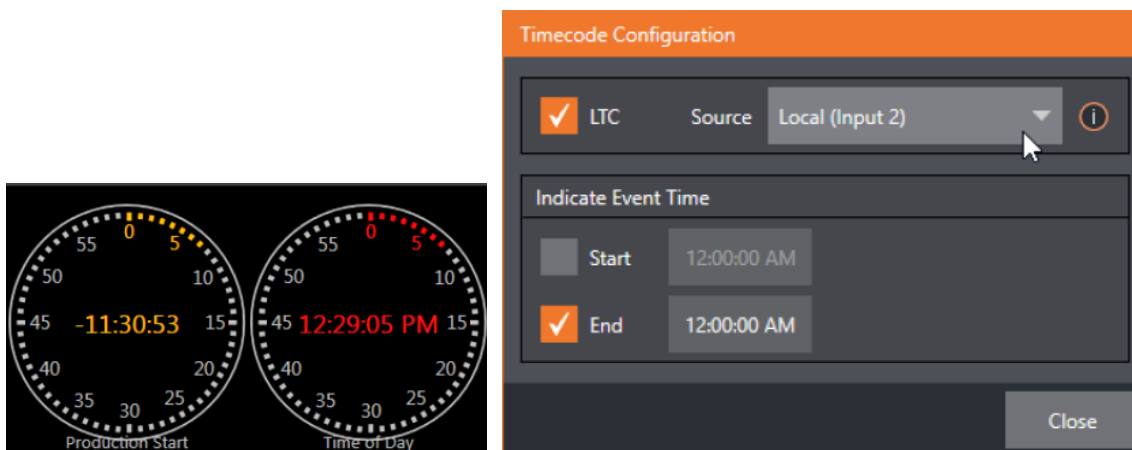 0
5
10
15
20
25
30
35
40
45
50
55
-11:30:53
Production Start
0
5
10
15
20
25
30
35
40
45
50
55
12:29:05 PM
Time of Day
Timecode Configuration
LTC Source Local (Input 2) i
Indicate Event Time
Start 12:00:00 AM
End 12:00:00 AM
Close